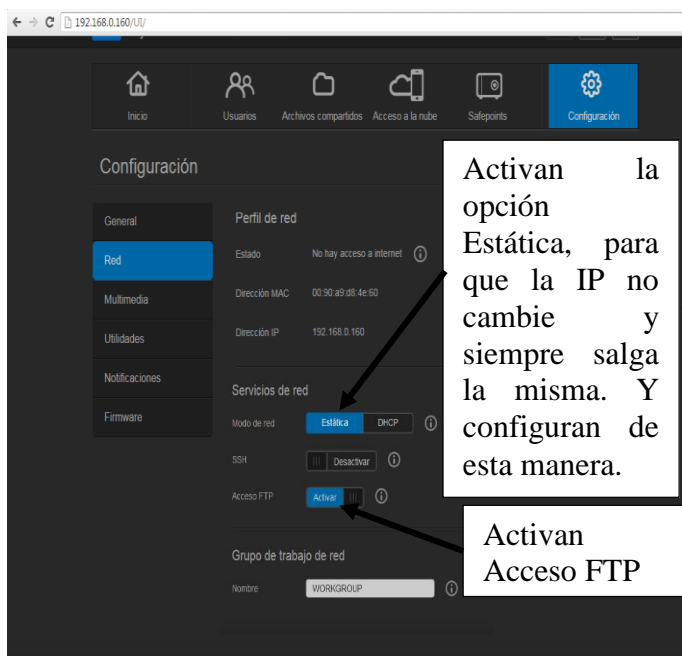 192.168.0.160/UI/
Inicio
Usuarios
Archivos compartidos
Acceso a la nube
Safepoints
Configuración
Configuración
General
Red
Multimedia
Utilidades
Notificaciones
Firmware
Perfil de red
Estado No hay acceso a internet
Dirección MAC 00:90:a9:d8:4e:60
Dirección IP 192.168.0.160
Servicios de red
Modo de red Estática DHCP
SSH Desactivar
Acceso FTP Activar
Grupo de trabajo de red
Nombre WORKGROUP
Activan la
opción
Estática, para
que la IP no
cambie y
siempre salga
la misma. Y
configuran de
esta manera.
Activan
Acceso FTP